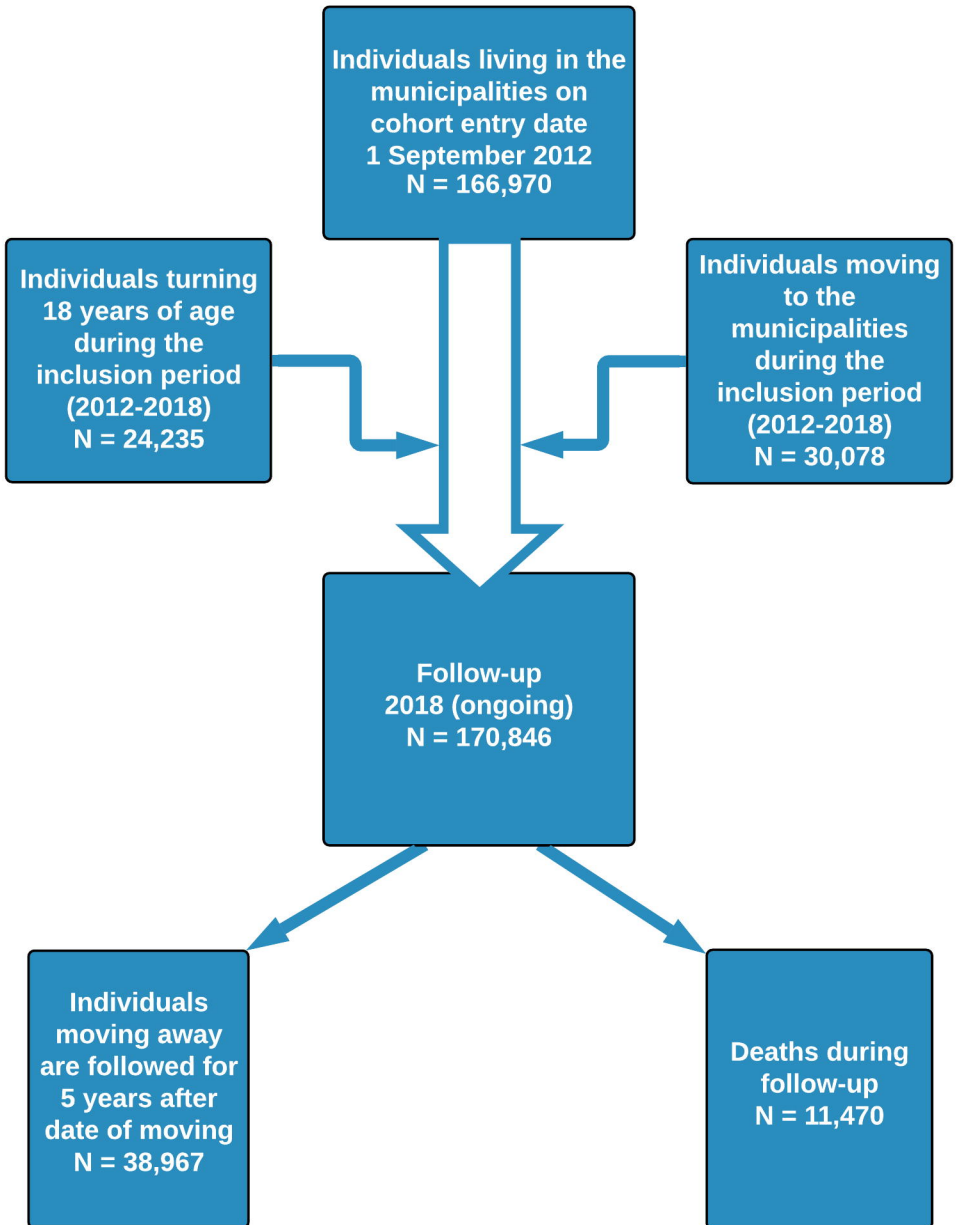 Individuals living in the
municipalities on
cohort entry date
1 September 2012
N = 166,970
Individuals turning
18 years of age
during the
inclusion period
(2012-2018)
N = 24,235
Individuals moving
to the
municipalities
during the
inclusion period
(2012-2018)
N = 30,078
Follow-up
2018 (ongoing)
N = 170,846
Individuals
moving away
are followed for
5 years after
date of moving
N = 38,967
Deaths during
follow-up
N = 11,470